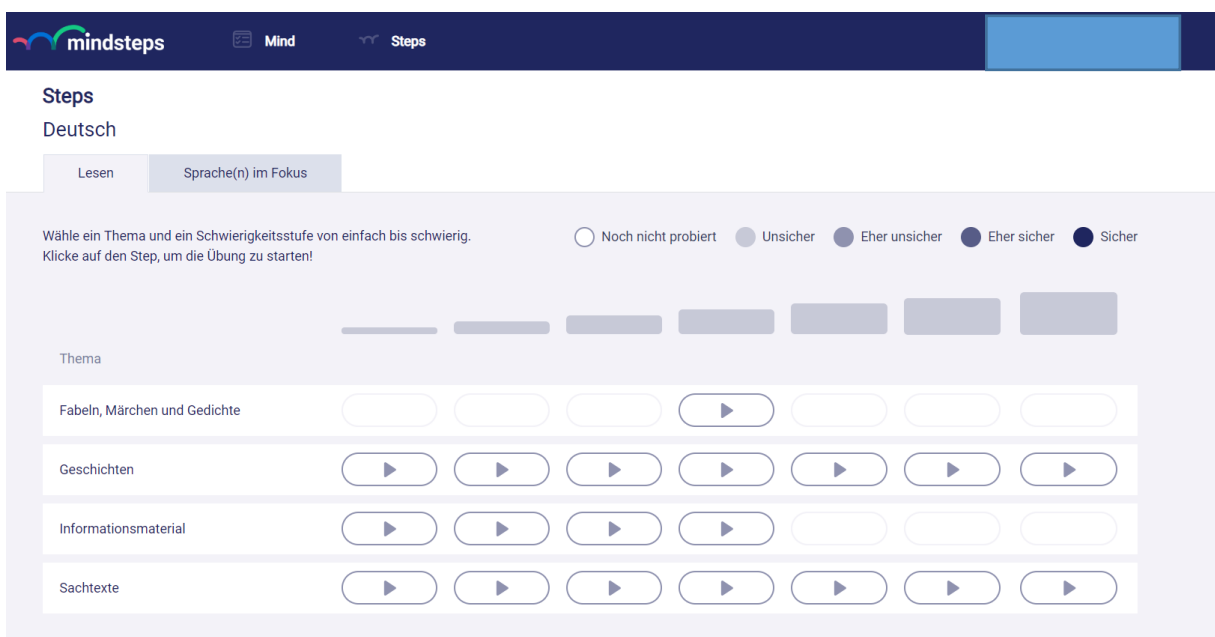 mindsteps Mind Steps
Steps
Deutsch
Lesen Sprache(n) im Fokus
Wähle ein Thema und ein Schwierigkeitsstufe von einfach bis schwierig.
Klicke auf den Step, um die Übung zu starten!
Noch nicht probiert Unsicher Eher unsicher Eher sicher Sicher
Thema
Fabeln, Märchen und Gedichte
Geschichten
Informationsmaterial
Sachtexte